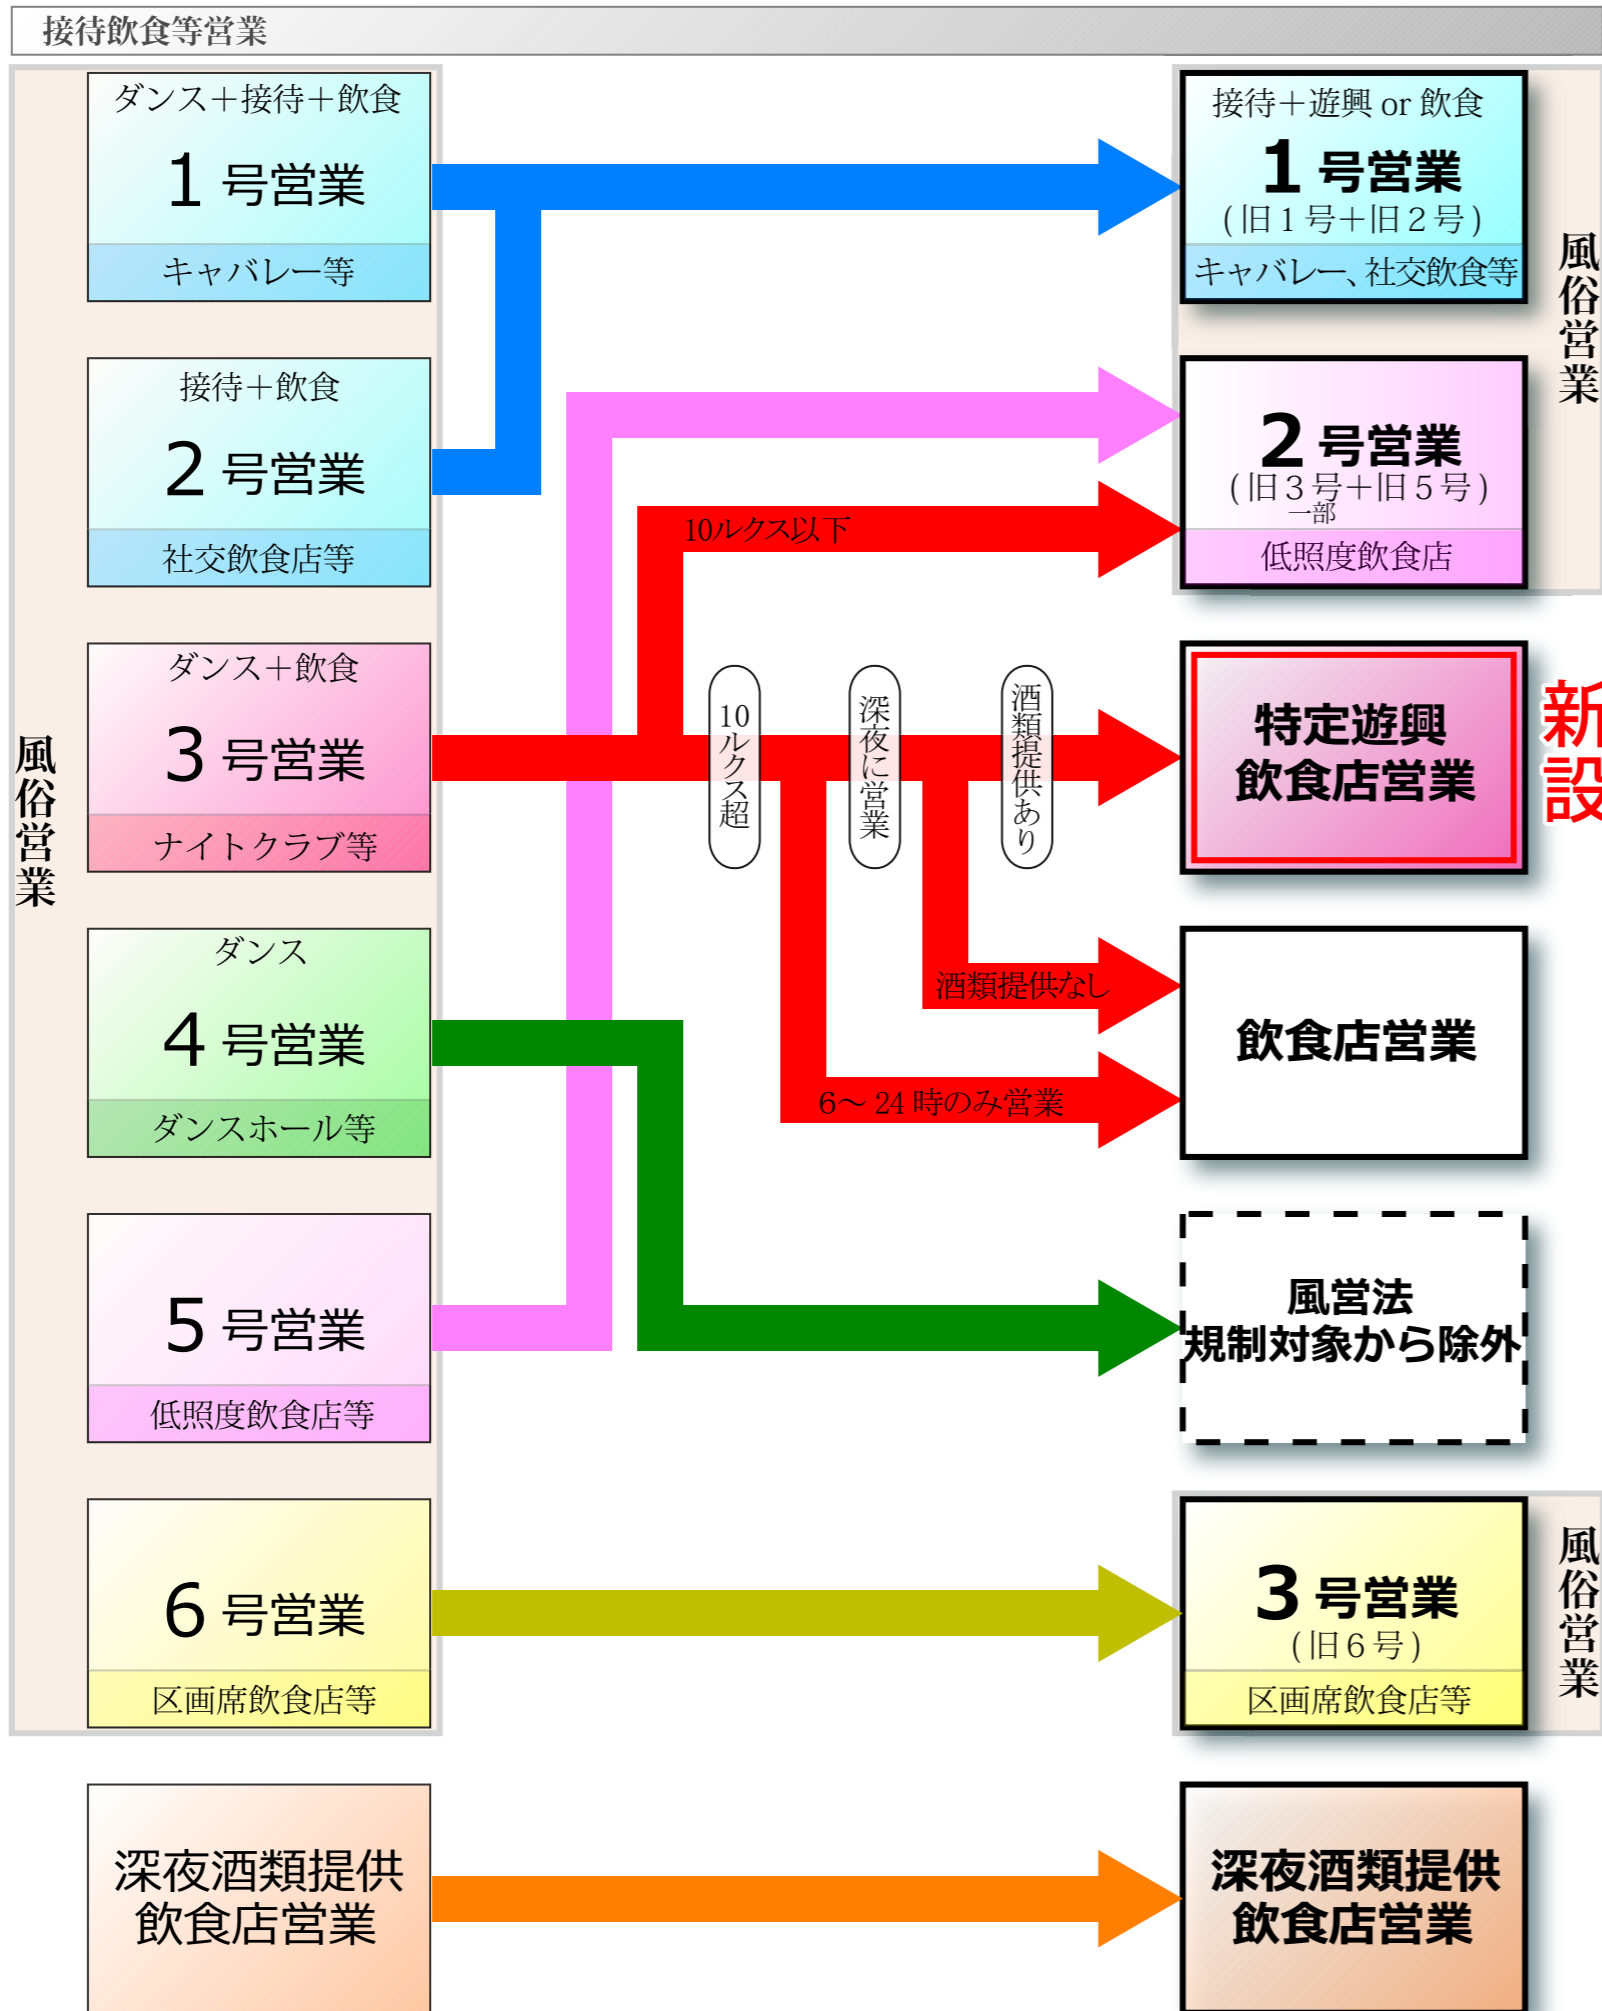 接待飲食等営業
風俗営業
ダンス＋接待＋飲食
1 号営業
キャバレー等
接待＋飲食
2 号営業
社交飲食店等
ダンス＋飲食
3 号営業
ナイトクラブ等
ダンス
4 号営業
ダンスホール等
5 号営業
低照度飲食店等
6 号営業
区画席飲食店等
深夜酒類提供
飲食店営業
10ルクス以下
10ルクス超
深夜に営業
酒類提供あり
酒類提供なし
6～24 時のみ営業
接待＋遊興 or 飲食
1 号営業
(旧１号＋旧２号)
キャバレー、社交飲食等
2 号営業
(旧３号＋旧５号)
一部
低照度飲食店
風俗営業
特定遊興
飲食店営業
新設
飲食店営業
風営法
規制対象から除外
3 号営業
(旧６号)
区画席飲食店等
風俗営業
深夜酒類提供
飲食店営業